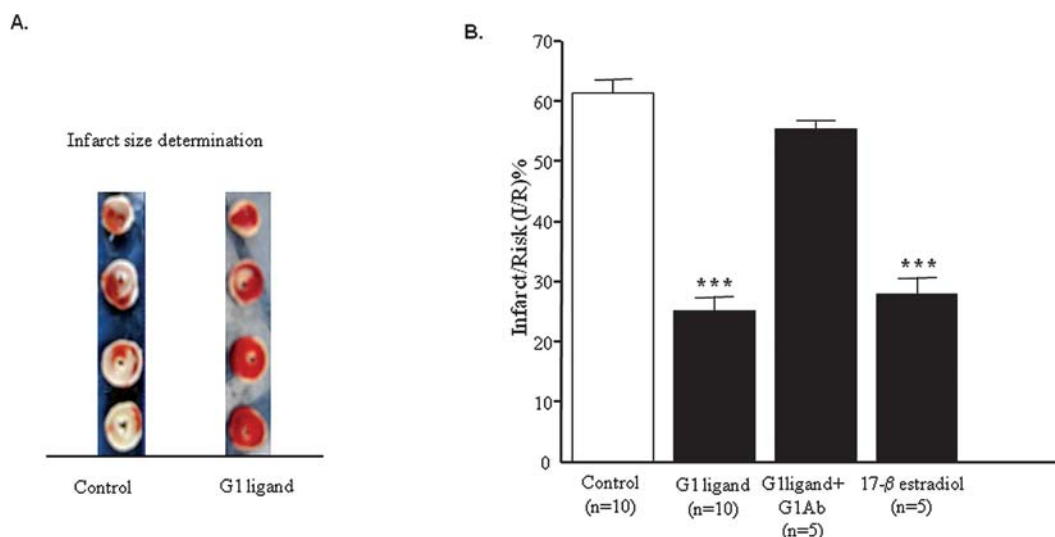 A.
Infarct size determination
Control
G1 ligand
B.
Infarct/Risk (I/R)%
70
60
50
40
30
20
10
0
***
***
Control
(n=10)
G1 ligand
(n=10)
G1ligand+
G1Ab
(n=5)
17-β estradiol
(n=5)